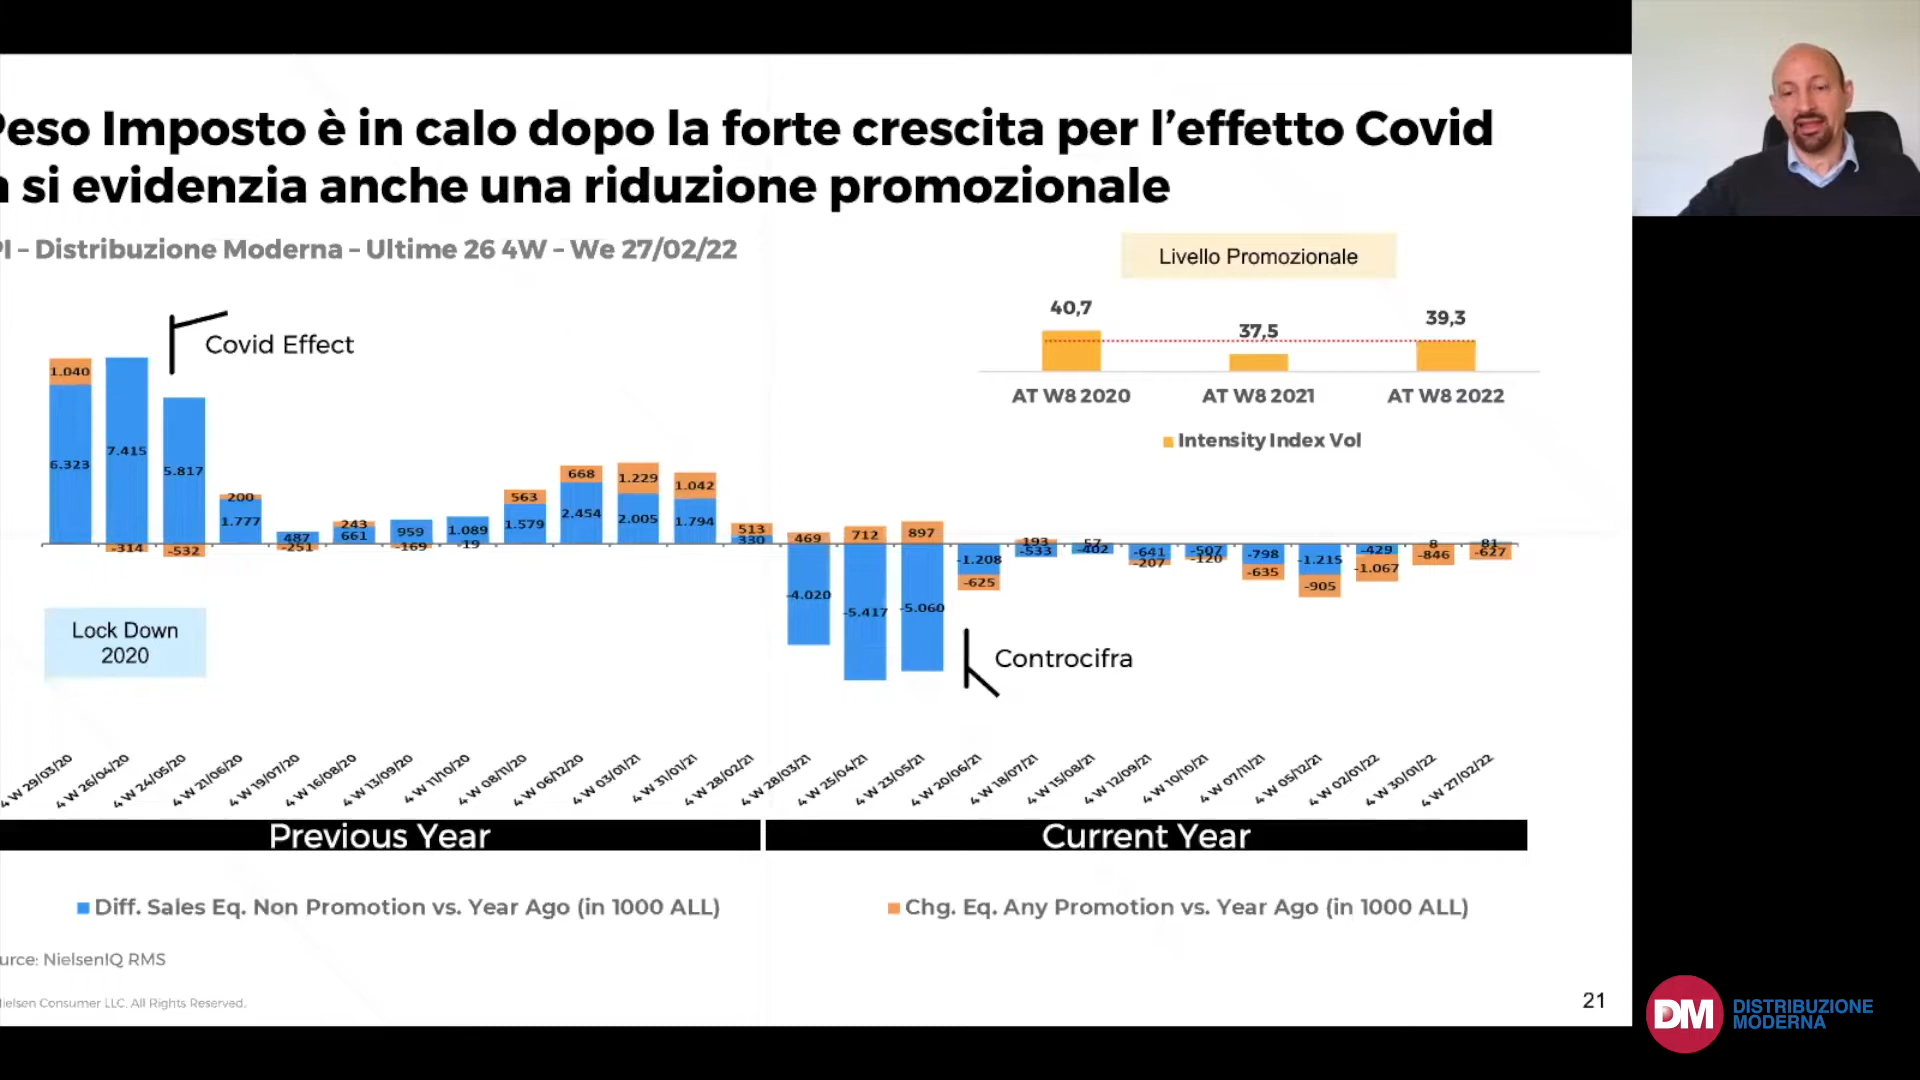 Peso Imposto è in calo dopo la forte crescita per l'effetto Covid
si evidenzia anche una riduzione promozionale
– Distribuzione Moderna – Ultime 26 4W – We 27/02/22
Livello Promozionale
40,7
37,5
39,3
AT W8 2020
AT W8 2021
AT W8 2022
Intensity Index Vol
Covid Effect
1.040
6.323
7.415
-314
5.817
-532
200
1.777
487
-251
243
661
959
-169
1.089
-19
563
1.579
668
2.454
1.229
2.005
1.042
1.794
513
330
469
-4.020
712
-5.417
897
-5.060
-1.208
-625
193
-533
57
-402
-641
-207
-507
-120
-798
-635
-1.215
-905
-429
-1.067
8
-846
81
-627
Lock Down
2020
Controcifra
4 W 29/03/20
4 W 26/04/20
4 W 24/05/20
4 W 21/06/20
4 W 19/07/20
4 W 16/08/20
4 W 13/09/20
4 W 11/10/20
4 W 08/11/20
4 W 06/12/20
4 W 03/01/21
4 W 31/01/21
4 W 28/02/21
4 W 28/03/21
4 W 25/04/21
4 W 23/05/21
4 W 20/06/21
4 W 18/07/21
4 W 15/08/21
4 W 12/09/21
4 W 10/10/21
4 W 07/11/21
4 W 05/12/21
4 W 02/01/22
4 W 30/01/22
4 W 27/02/22
Previous Year
Current Year
Diff. Sales Eq. Non Promotion vs. Year Ago (in 1000 ALL)
Chg. Eq. Any Promotion vs. Year Ago (in 1000 ALL)
urce: NielsenIQ RMS
ielsen Consumer LLC. All Rights Reserved.
21
DM DISTRIBUZIONE
MODERNA